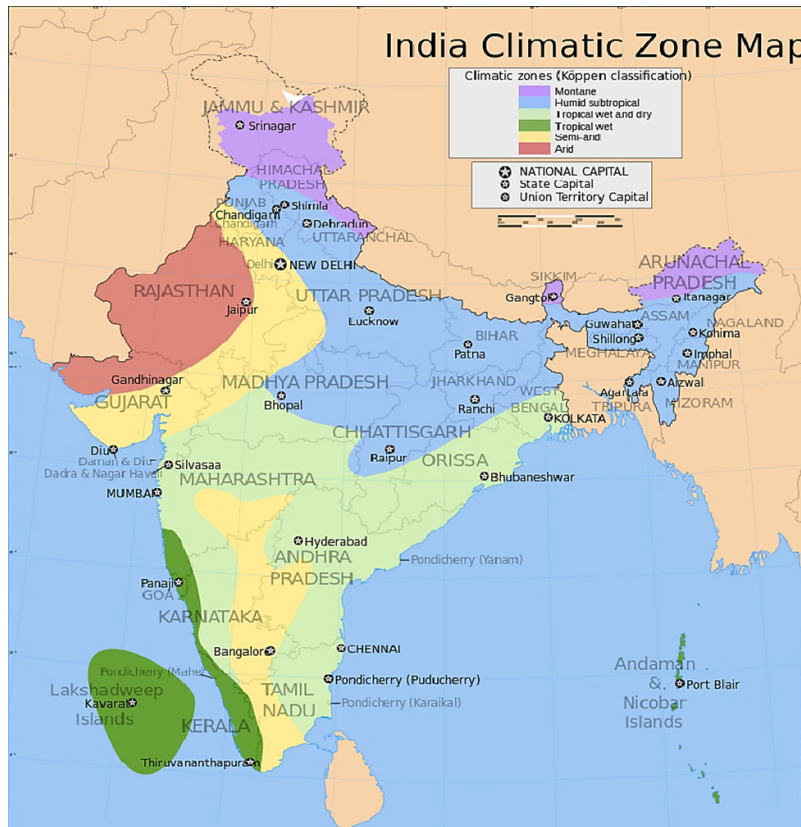 India Climatic Zone Map
Climatic zones (Köppen classification)
Montane
Humid subtropical
Tropical wet and dry
Tropical wet
Semi-arid
Arid
NATIONAL CAPITAL
State Capital
Union Territory Capital
JAMMU & KASHMIR
Srinagar
HIMACHAL
PRADESH
PUNJAB
Shimla
Chandigarh
Chandigarh
Dehradun
UTTARANCHAL
HARYANA
Delhi
NEW DELHI
RAJASTHAN
Jaipur
UTTAR PRADESH
Lucknow
SIKKIM
Gangtok
ARUNACHAL
PRADESH
Itanagar
ASSAM
Guwahati
NAGALAND
Kohima
Shillong
MEGHALAYA
Imphal
MANIPUR
Aizwal
Agartala
TRIPURA
MIZORAM
BIHAR
Patna
Gandhinagar
GUJARAT
MADHYA PRADESH
Bhopal
JHARKHAND
Ranchi
WEST
BENGAL
KOLKATA
CHHATTISGARH
Raipur
ORISSA
Bhubaneshwar
Diu
Daman & Diu
Dadra & Nagar Haveli
Silvasaa
MAHARASHTRA
MUMBAI
Hyderabad
ANDHRA
PRADESH
Pondicherry (Yanam)
Panaji
GOA
KARNATAKA
Bangalore
CHENNAI
Pondicherry (Mahe)
Pondicherry (Puducherry)
Lakshadweep
Kavarati
Islands
TAMIL
NADU
Pondicherry (Karaikal)
KERALA
Thiruvananthapuram
Andaman
&
Nicobar
Islands
Port Blair